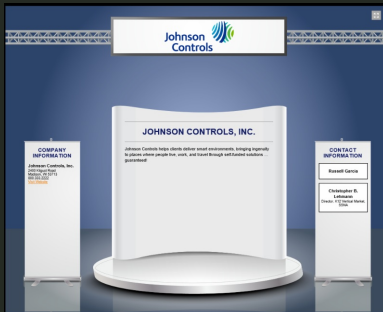 Johnson
Controls
JOHNSON CONTROLS, INC.
Johnson Controls helps clients deliver smart environments, bringing ingenuity
to places where people live, work, and travel through self-funded solutions ...
guaranteed!
COMPANY
INFORMATION
Johnson Controls, Inc.
Madison, WI 53713
CONTACT
INFORMATION
Russell Garcia
Christopher B.
Lehmann